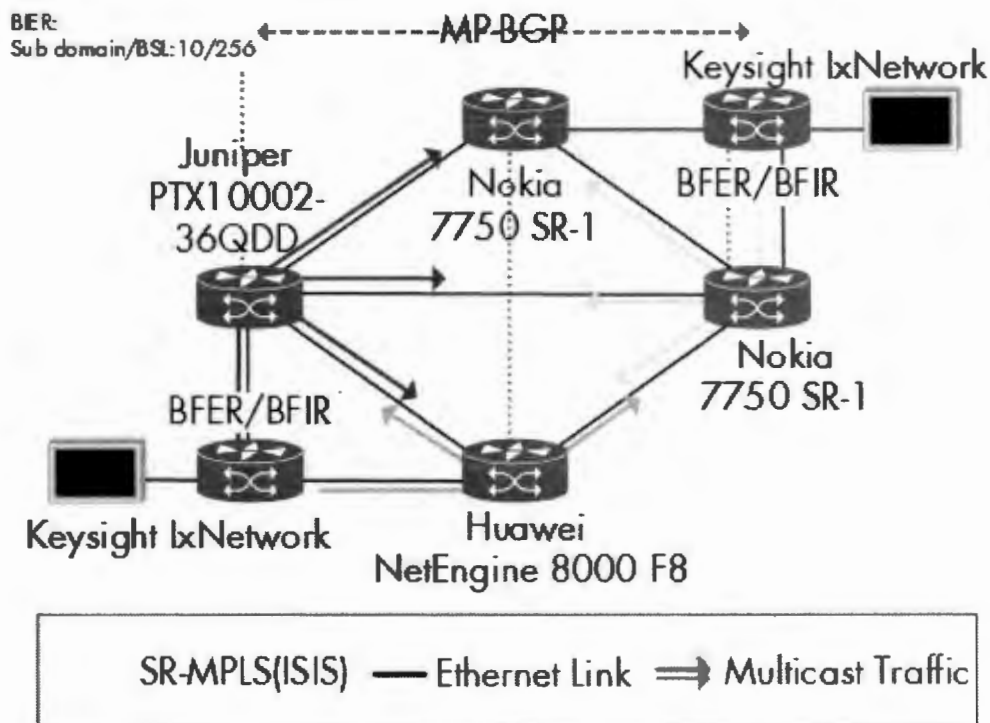 BIER:
Sub domain/BSL:10/256
MP-BGP
Keysight IxNetwork
Juniper
PTX10002-
36QDD
Nokia
7750 SR-1
BFER/BFIR
Nokia
7750 SR-1
BFER/BFIR
Keysight IxNetwork
Huawei
NetEngine 8000 F8
SR-MPLS(ISIS)
Ethernet Link
Multicast Traffic